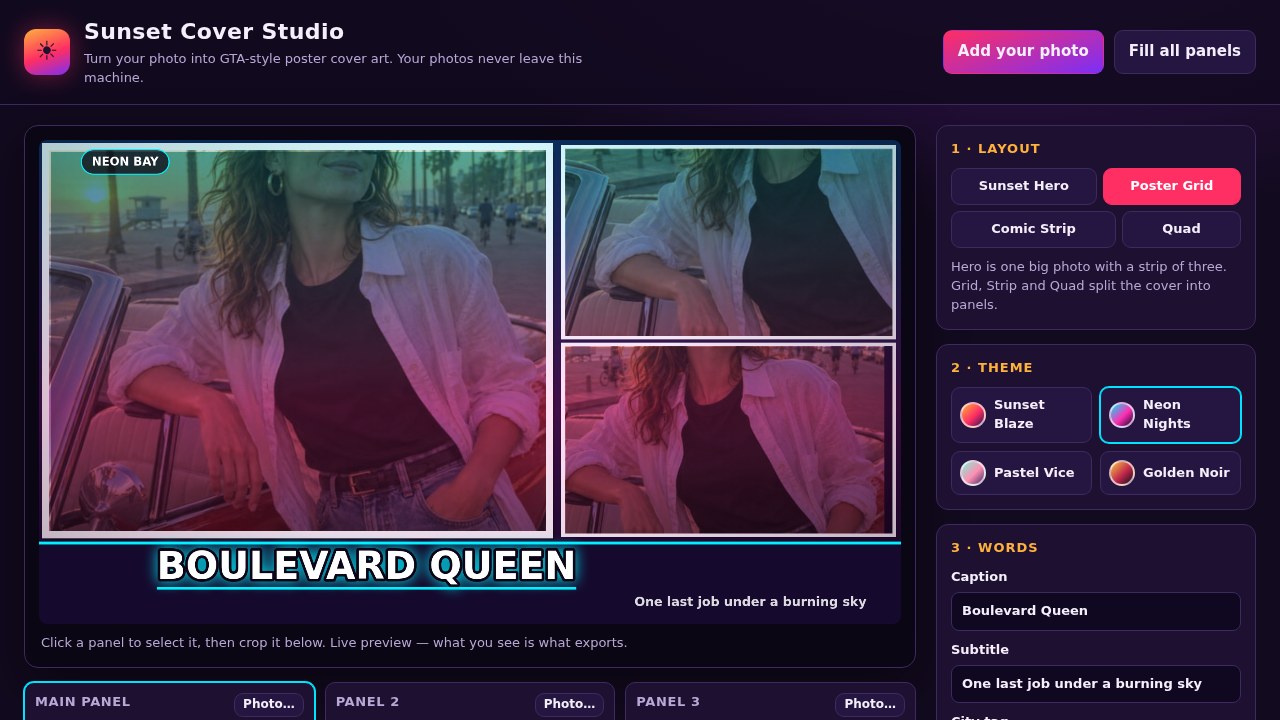 Sunset Cover Studio
Turn your photo into GTA-style poster cover art. Your photos never leave this
machine.
Add your photo
Fill all panels
NEON BAY
BOULEVARD QUEEN
One last job under a burning sky
Click a panel to select it, then crop it below. Live preview — what you see is what exports.
MAIN PANEL
Photo…
PANEL 2
Photo…
PANEL 3
Photo…
1 · LAYOUT
Sunset Hero
Poster Grid
Comic Strip
Quad
Hero is one big photo with a strip of three.
Grid, Strip and Quad split the cover into
panels.
2 · THEME
Sunset
Blaze
Neon
Nights
Pastel Vice
Golden Noir
3 · WORDS
Caption
Boulevard Queen
Subtitle
One last job under a burning sky
City tag